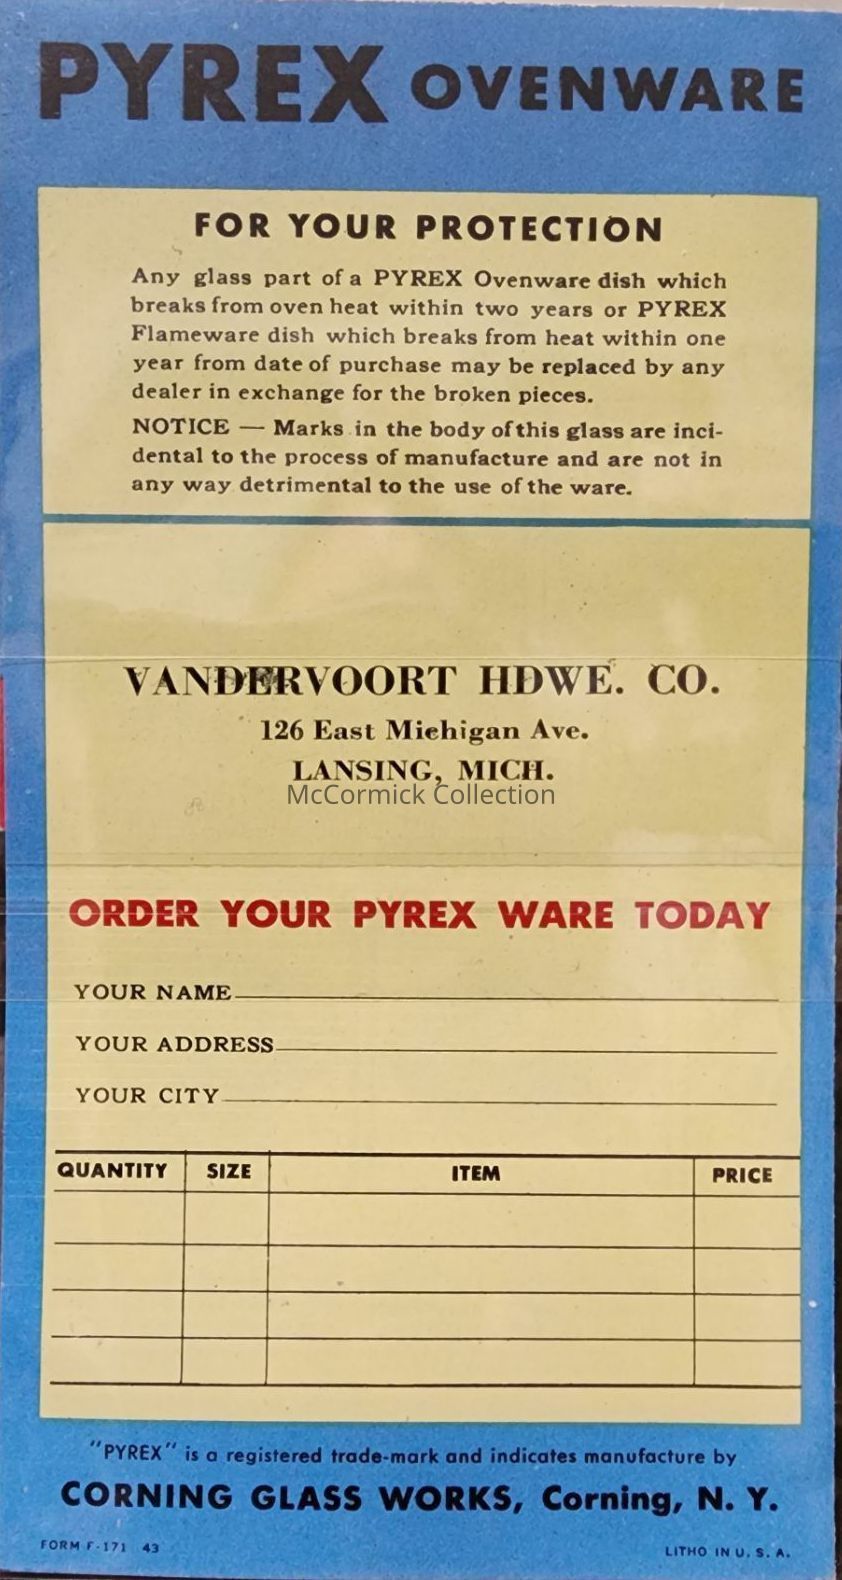 PYREX OVENWARE
FOR YOUR PROTECTION
Any glass part of a PYREX Ovenware dish which
breaks from oven heat within two years or PYREX
Flameware dish which breaks from heat within one
year from date of purchase may be replaced by any
dealer in exchange for the broken pieces.
NOTICE — Marks in the body of this glass are inci-
dental to the process of manufacture and are not in
any way detrimental to the use of the ware.
VANDERVOORT HDWE. CO.
126 East Michigan Ave.
LANSING, MICH.
McCormick Collection
ORDER YOUR PYREX WARE TODAY
YOUR NAME
YOUR ADDRESS
YOUR CITY
QUANTITY SIZE ITEM PRICE
"PYREX" is a registered trade-mark and indicates manufacture by
CORNING GLASS WORKS, Corning, N. Y.
FORM F-171 43 LITHO IN U. S. A.